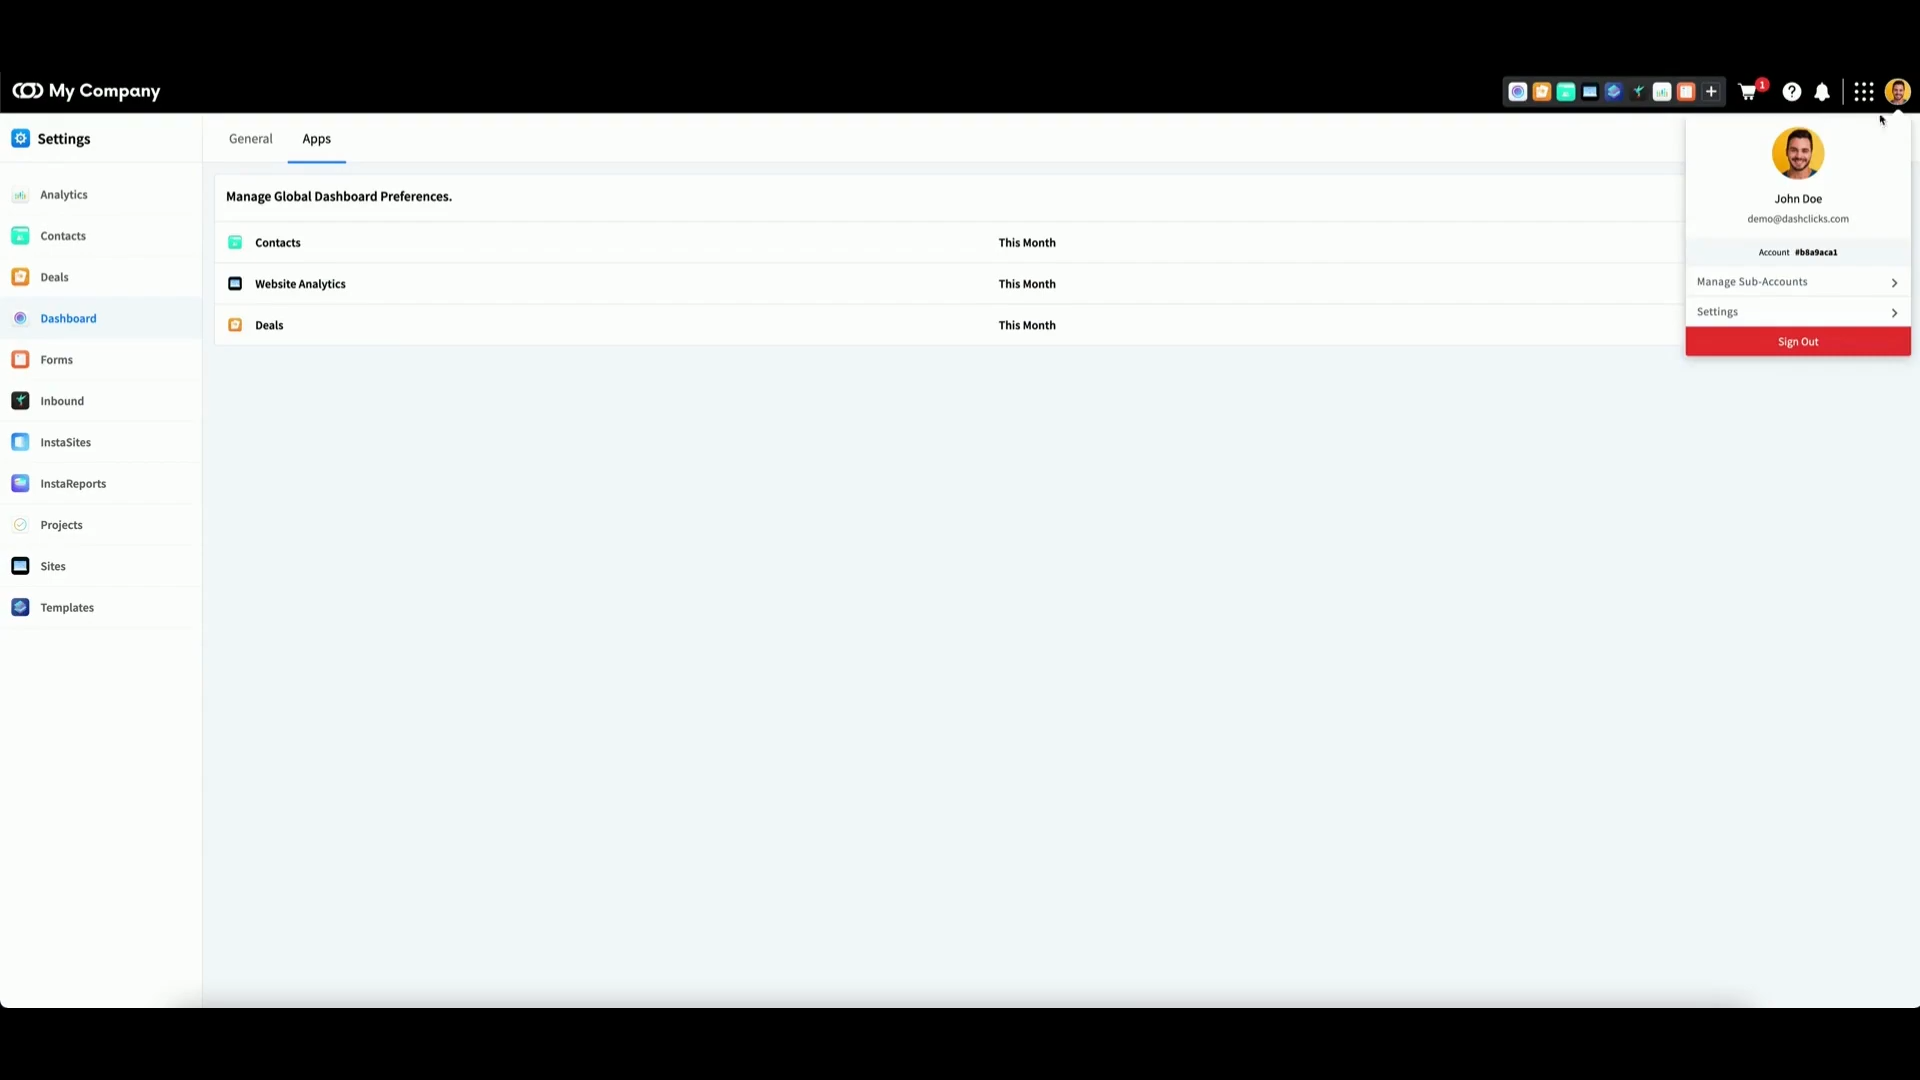 My Company
1
Settings
General
Apps
Analytics
Contacts
Deals
Dashboard
Forms
Inbound
InstaSites
InstaReports
Projects
Sites
Templates
Manage Global Dashboard Preferences.
Contacts This Month
Website Analytics This Month
Deals This Month
John Doe
demo@dashclicks.com
Account #b8a9aca1
Manage Sub-Accounts
Settings
Sign Out